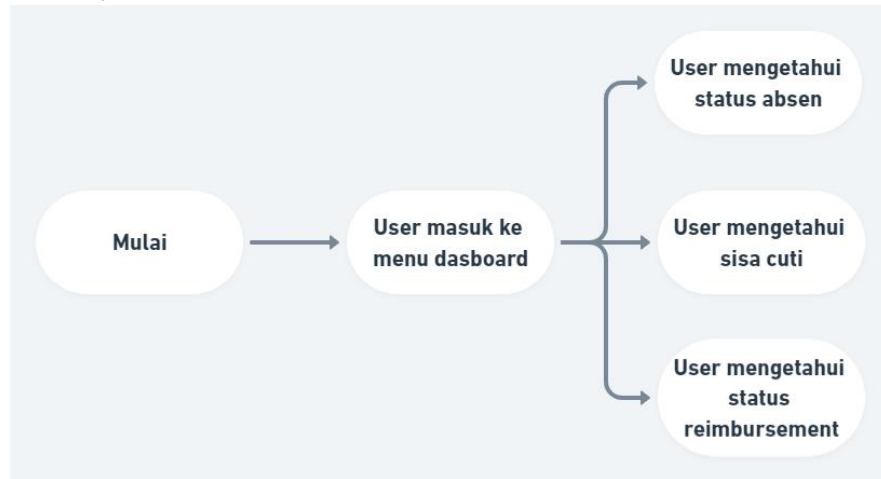 Mulai
User masuk ke
menu dasboard
User mengetahui
status absen
User mengetahui
sisa cuti
User mengetahui
status
reimbursement